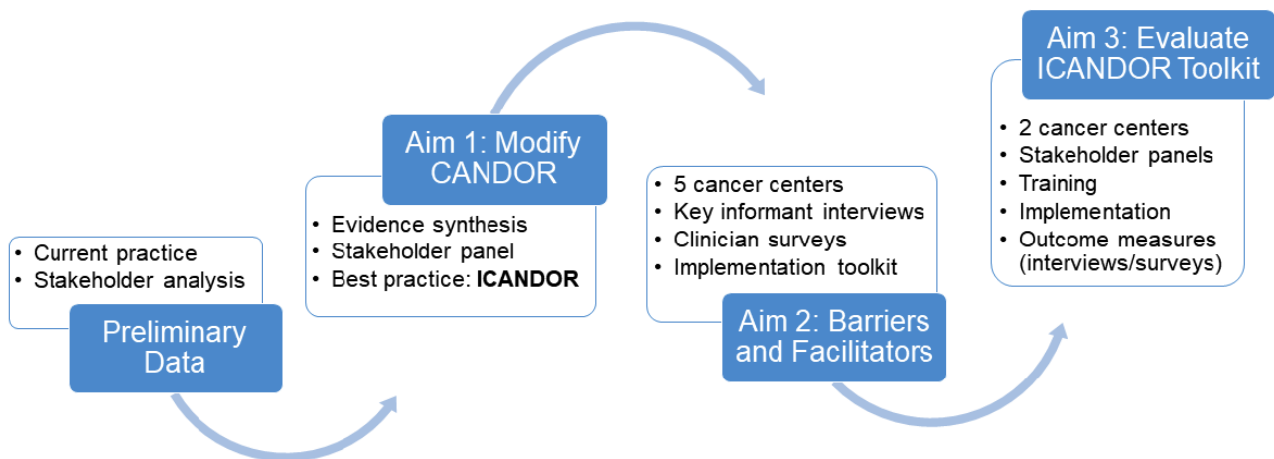 • Current practice
• Stakeholder analysis
Preliminary
Data
Aim 1: Modify
CANDOR
• Evidence synthesis
• Stakeholder panel
• Best practice: ICANDOR
• 5 cancer centers
• Key informant interviews
• Clinician surveys
• Implementation toolkit
Aim 2: Barriers
and Facilitators
Aim 3: Evaluate
ICANDOR Toolkit
• 2 cancer centers
• Stakeholder panels
• Training
• Implementation
• Outcome measures
(interviews/surveys)